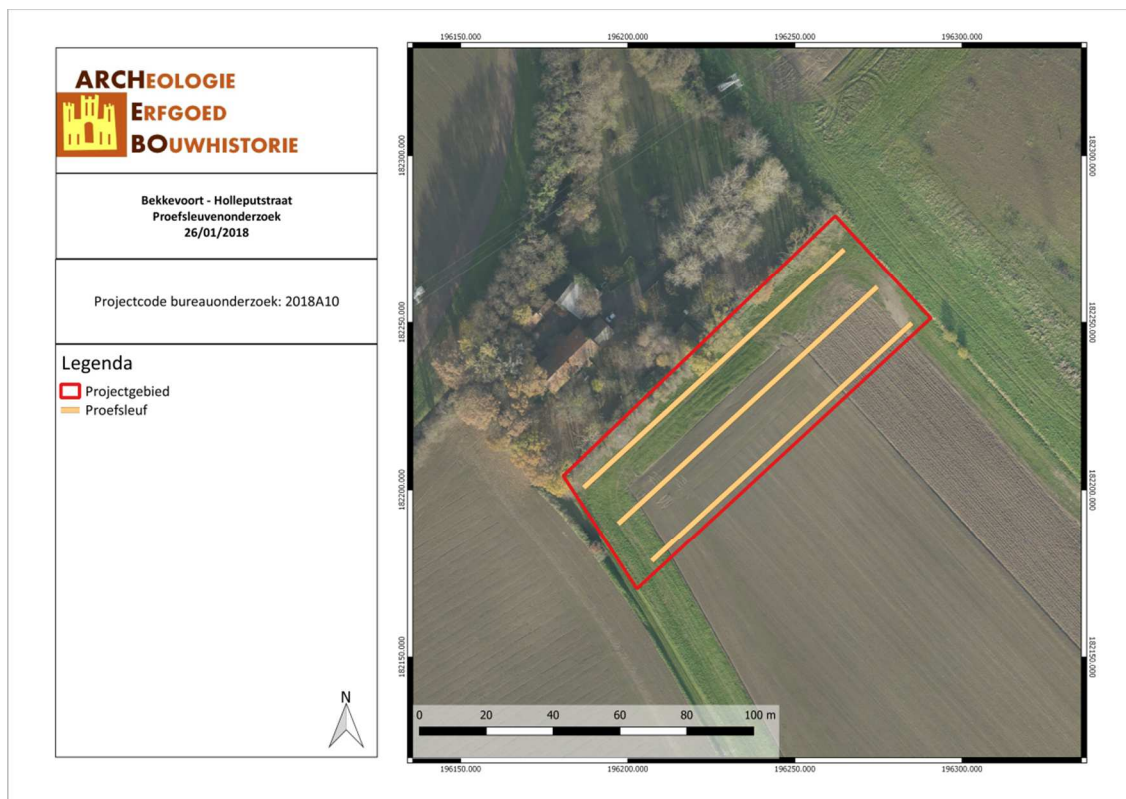 ARCHEOLOGIE
ERFGOED
BOUWHISTORIE
Bekkevoort - Holleputstraat
Proefsleuvenonderzoek
26/01/2018
Projectcode bureauonderzoek: 2018A10
Legenda
Projectgebied
Proefsleuf
N
196150.000 196200.000 196250.000 196300.000
182300.000 182300.000
182250.000 182250.000
182200.000 182200.000
182150.000 182150.000
0 20 40 60 80 100 m
196150.000 196200.000 196250.000 196300.000